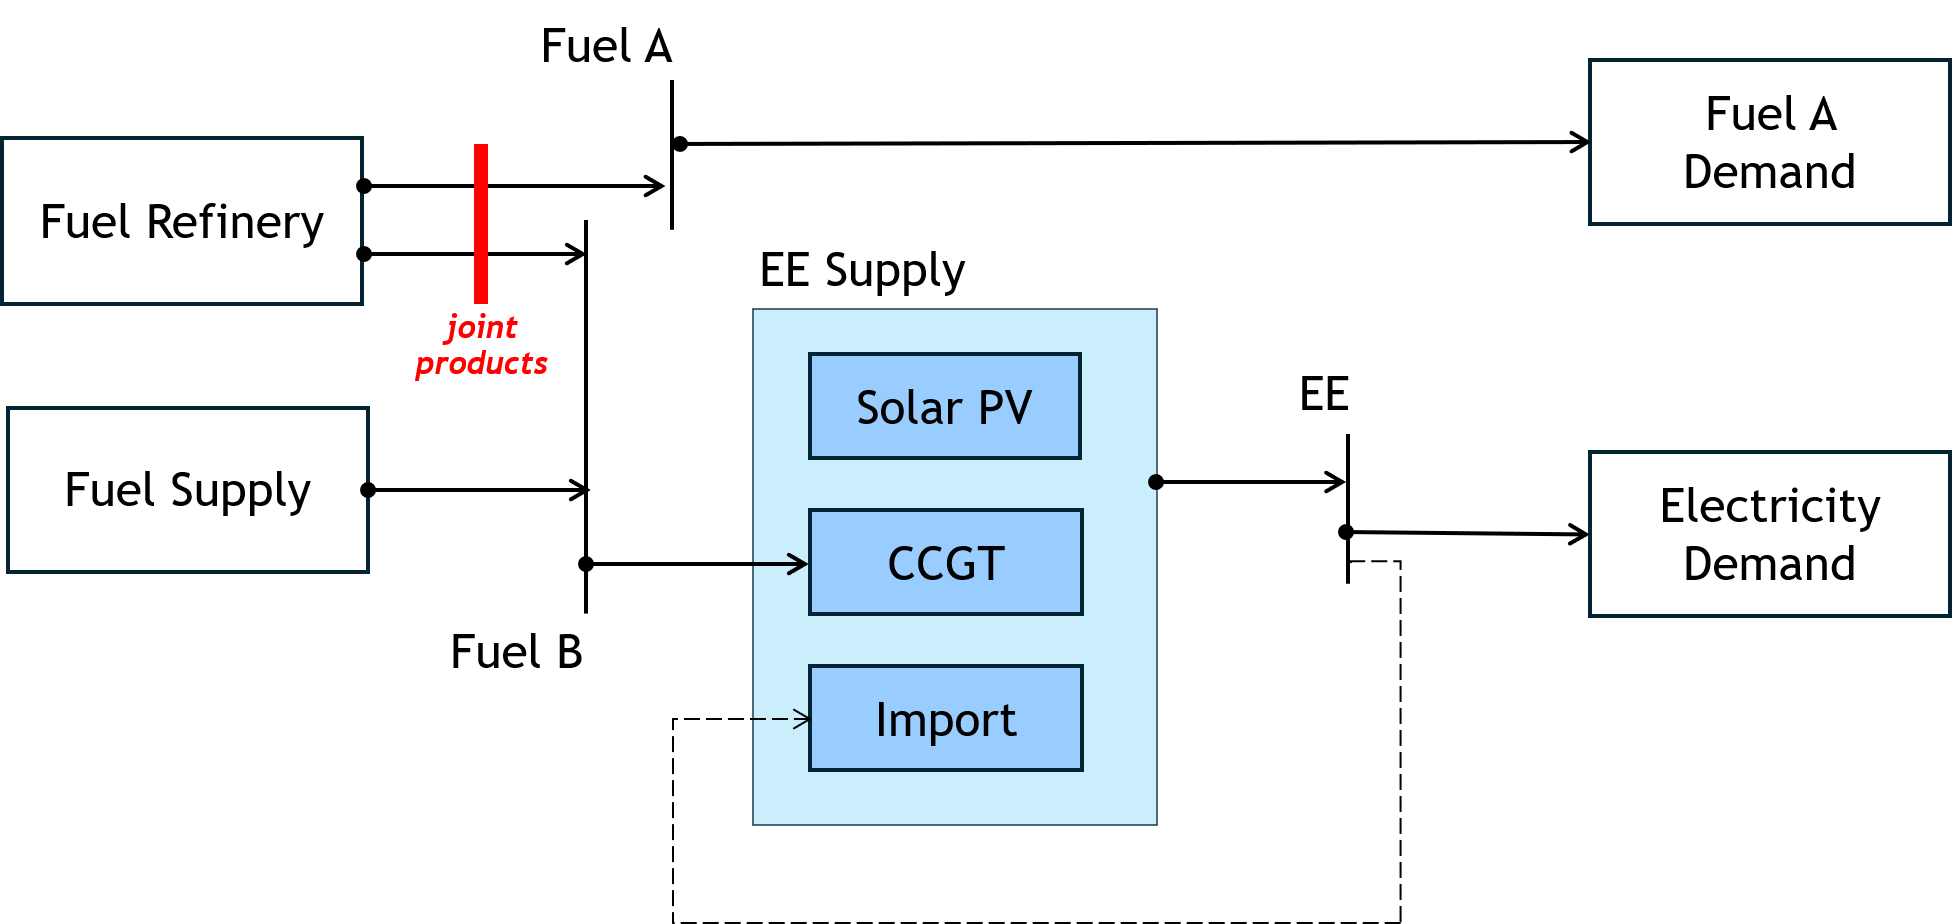 Fuel A
Fuel A
Demand
Fuel Refinery
EE Supply
joint
products
Solar PV
EE
Fuel Supply
Electricity
Demand
CCGT
Fuel B
Import